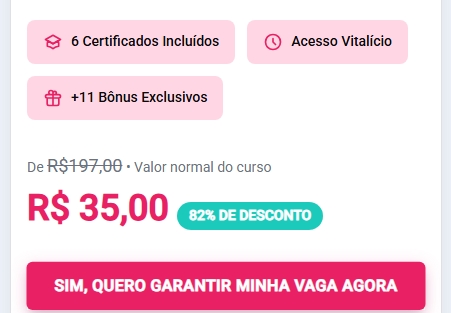 6 Certificados Incluídos
Acesso Vitalício
+11 Bônus Exclusivos
De R$197,00 • Valor normal do curso
R$ 35,00 82% DE DESCONTO
SIM, QUERO GARANTIR MINHA VAGA AGORA